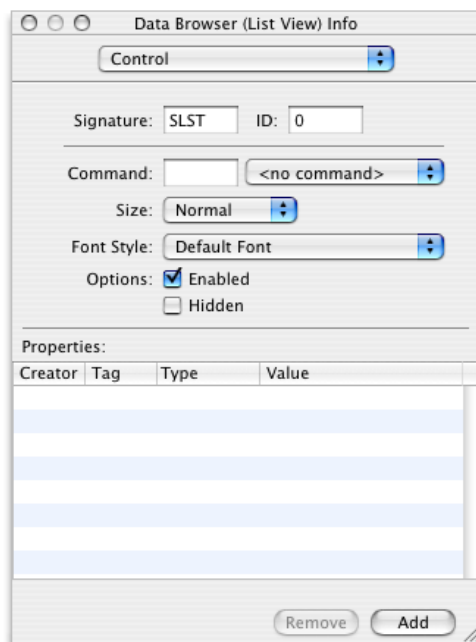 Data Browser (List View) Info
Control
Signature: SLST ID: 0
Command: <no command>
Size: Normal
Font Style: Default Font
Options: Enabled
Hidden
Properties:
Creator Tag Type Value
Remove Add